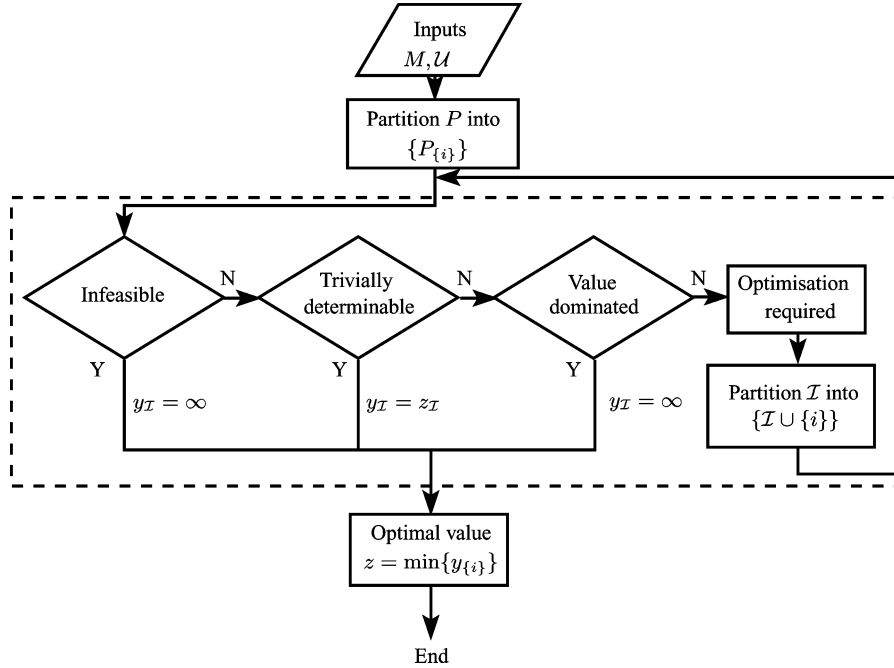 Inputs
M, 𝒰
Partition P into
{P_{i}}
Infeasible
N
Trivially
determinable
N
Value
dominated
N
Optimisation
required
Y
Y
Y
y_ℐ = ∞
y_ℐ = z_ℐ
y_ℐ = ∞
Partition ℐ into
{ℐ ∪ {i}}
Optimal value
z = min{y_{i}}
End